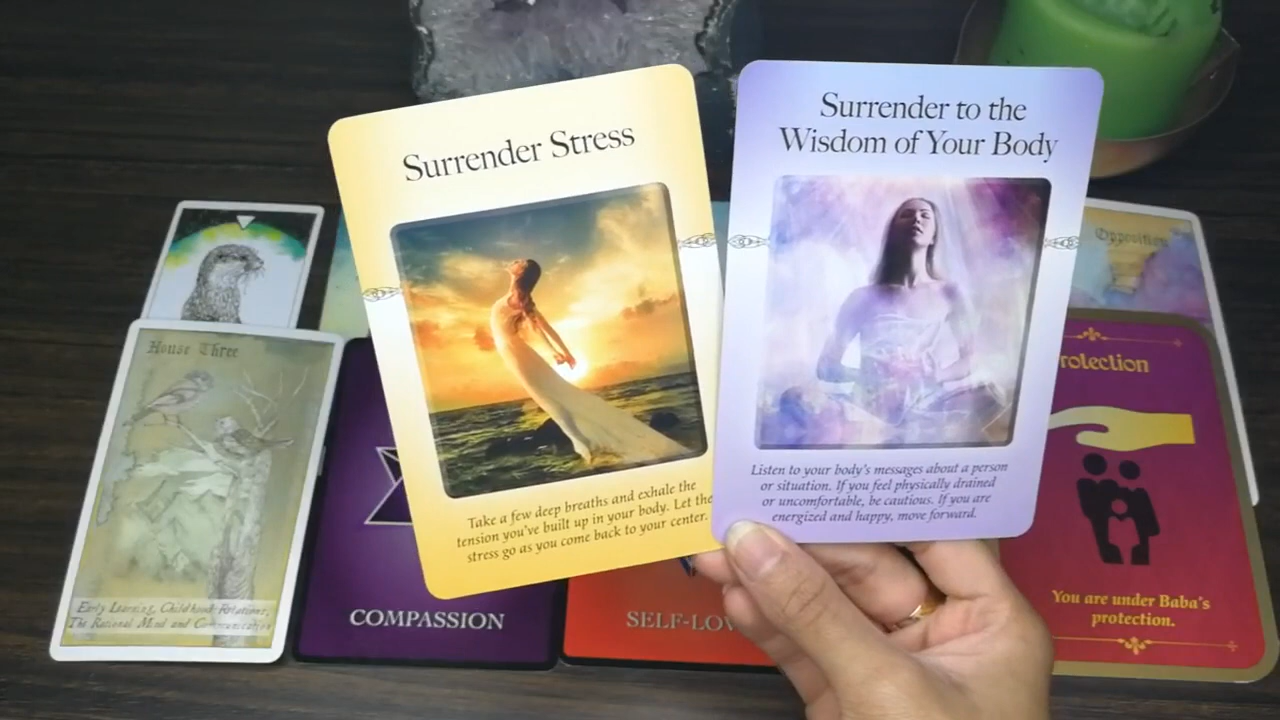 Surrender Stress
Take a few deep breaths and exhale the
tension you've built up in your body. Let the
stress go as you come back to your center.
Surrender to the
Wisdom of Your Body
Listen to your body's messages about a person
or situation. If you feel physically drained
or uncomfortable, be cautious. If you are
energized and happy, move forward.
House Three
Early Learning, Childhood, Relations,
The Rational Mind and Communication
COMPASSION
SELF-LOV
Opposition
rotection
You are under Baba's
protection.